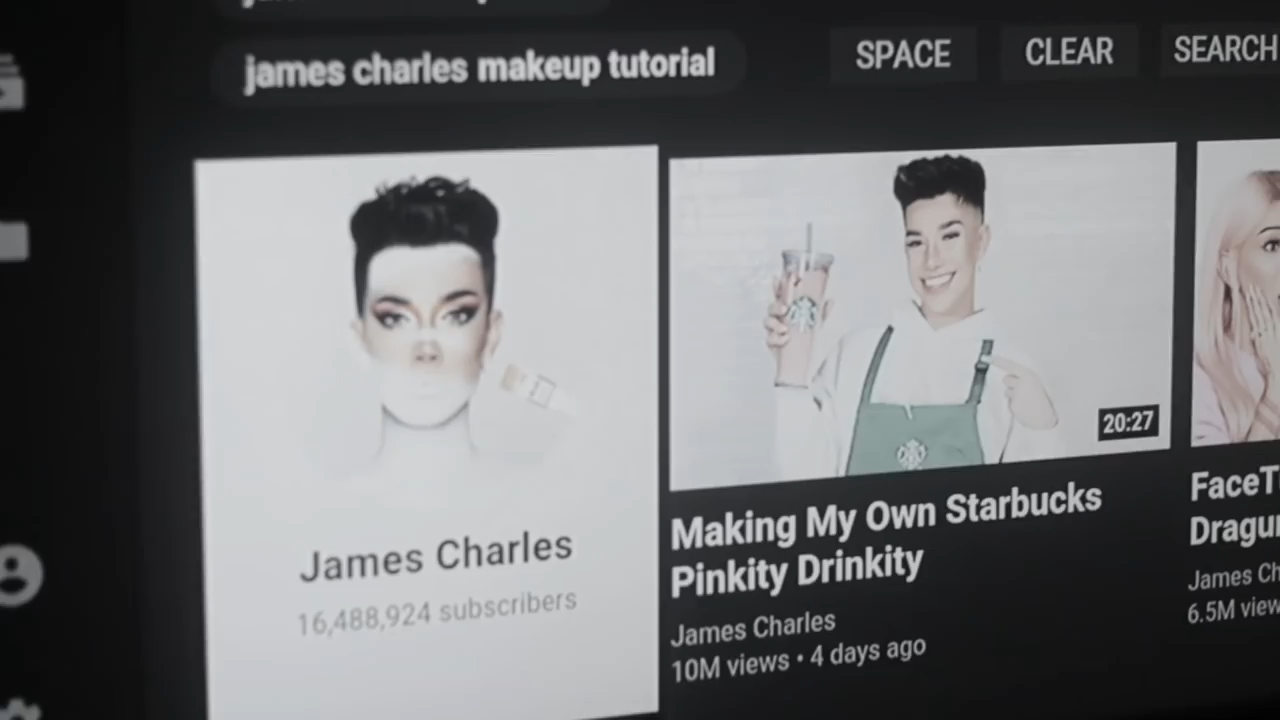 james charles makeup tutorial
SPACE
CLEAR
SEARCH
20:27
James Charles
16,488,924 subscribers
Making My Own Starbucks
Pinkity Drinkity
James Charles
10M views • 4 days ago
FaceT
Dragu
James Ch
6.5M view